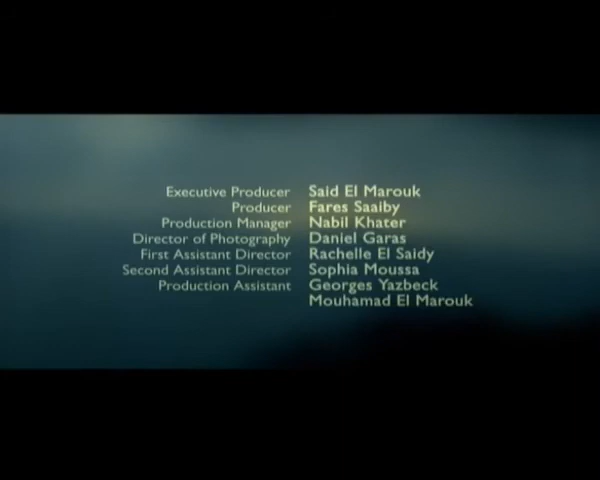 Executive Producer Said El Marouk
Producer Fares Saaiby
Production Manager Nabil Khater
Director of Photography Daniel Garas
First Assistant Director Rachelle El Saidy
Second Assistant Director Sophia Moussa
Production Assistant Georges Yazbeck
Mouhamad El Marouk